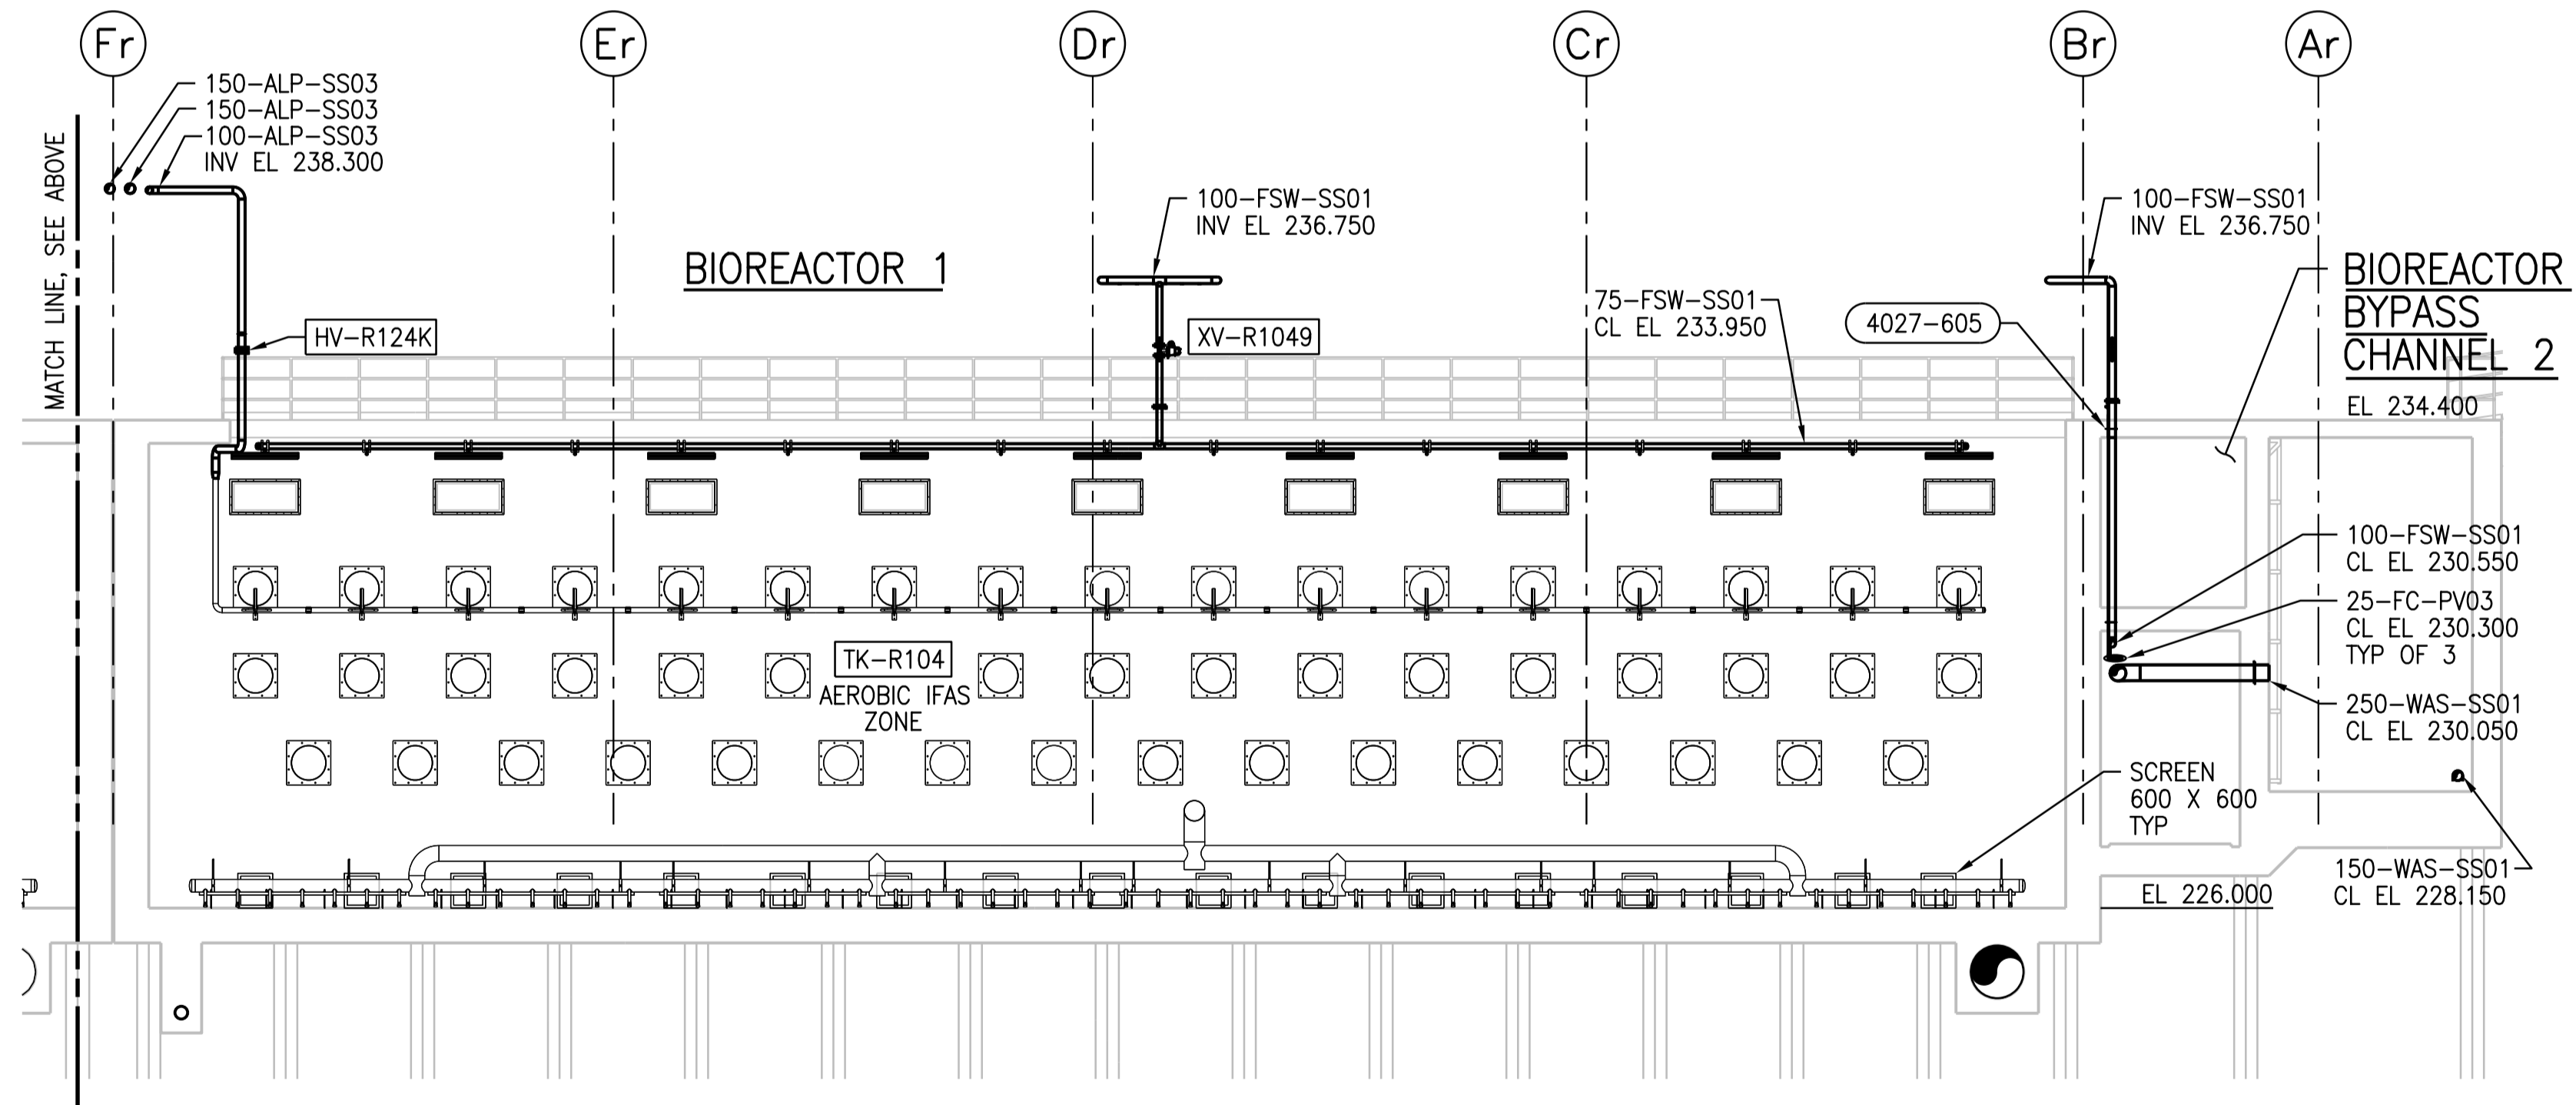 Fr
Er
Dr
Cr
Br
Ar
150-ALP-SS03
150-ALP-SS03
100-ALP-SS03
INV EL 238.300
MATCH LINE, SEE ABOVE
HV-R124K
BIOREACTOR 1
100-FSW-SS01
INV EL 236.750
XV-R1049
75-FSW-SS01
CL EL 233.950
4027-605
100-FSW-SS01
INV EL 236.750
BIOREACTOR
BYPASS
CHANNEL 2
EL 234.400
TK-R104
AEROBIC IFAS
ZONE
100-FSW-SS01
CL EL 230.550
25-FC-PV03
CL EL 230.300
TYP OF 3
250-WAS-SS01
CL EL 230.050
SCREEN
600 X 600
TYP
150-WAS-SS01
CL EL 228.150
EL 226.000